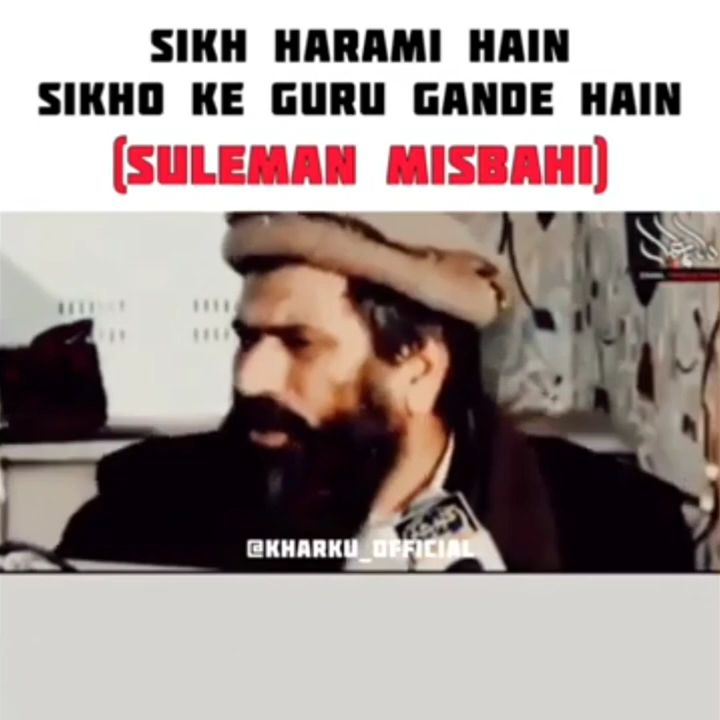 SIKH HARAMI HAIN
SIKHO KE GURU GANDE HAIN
(SULEMAN MISBAHI)
@KHARKU_OFFICIAL